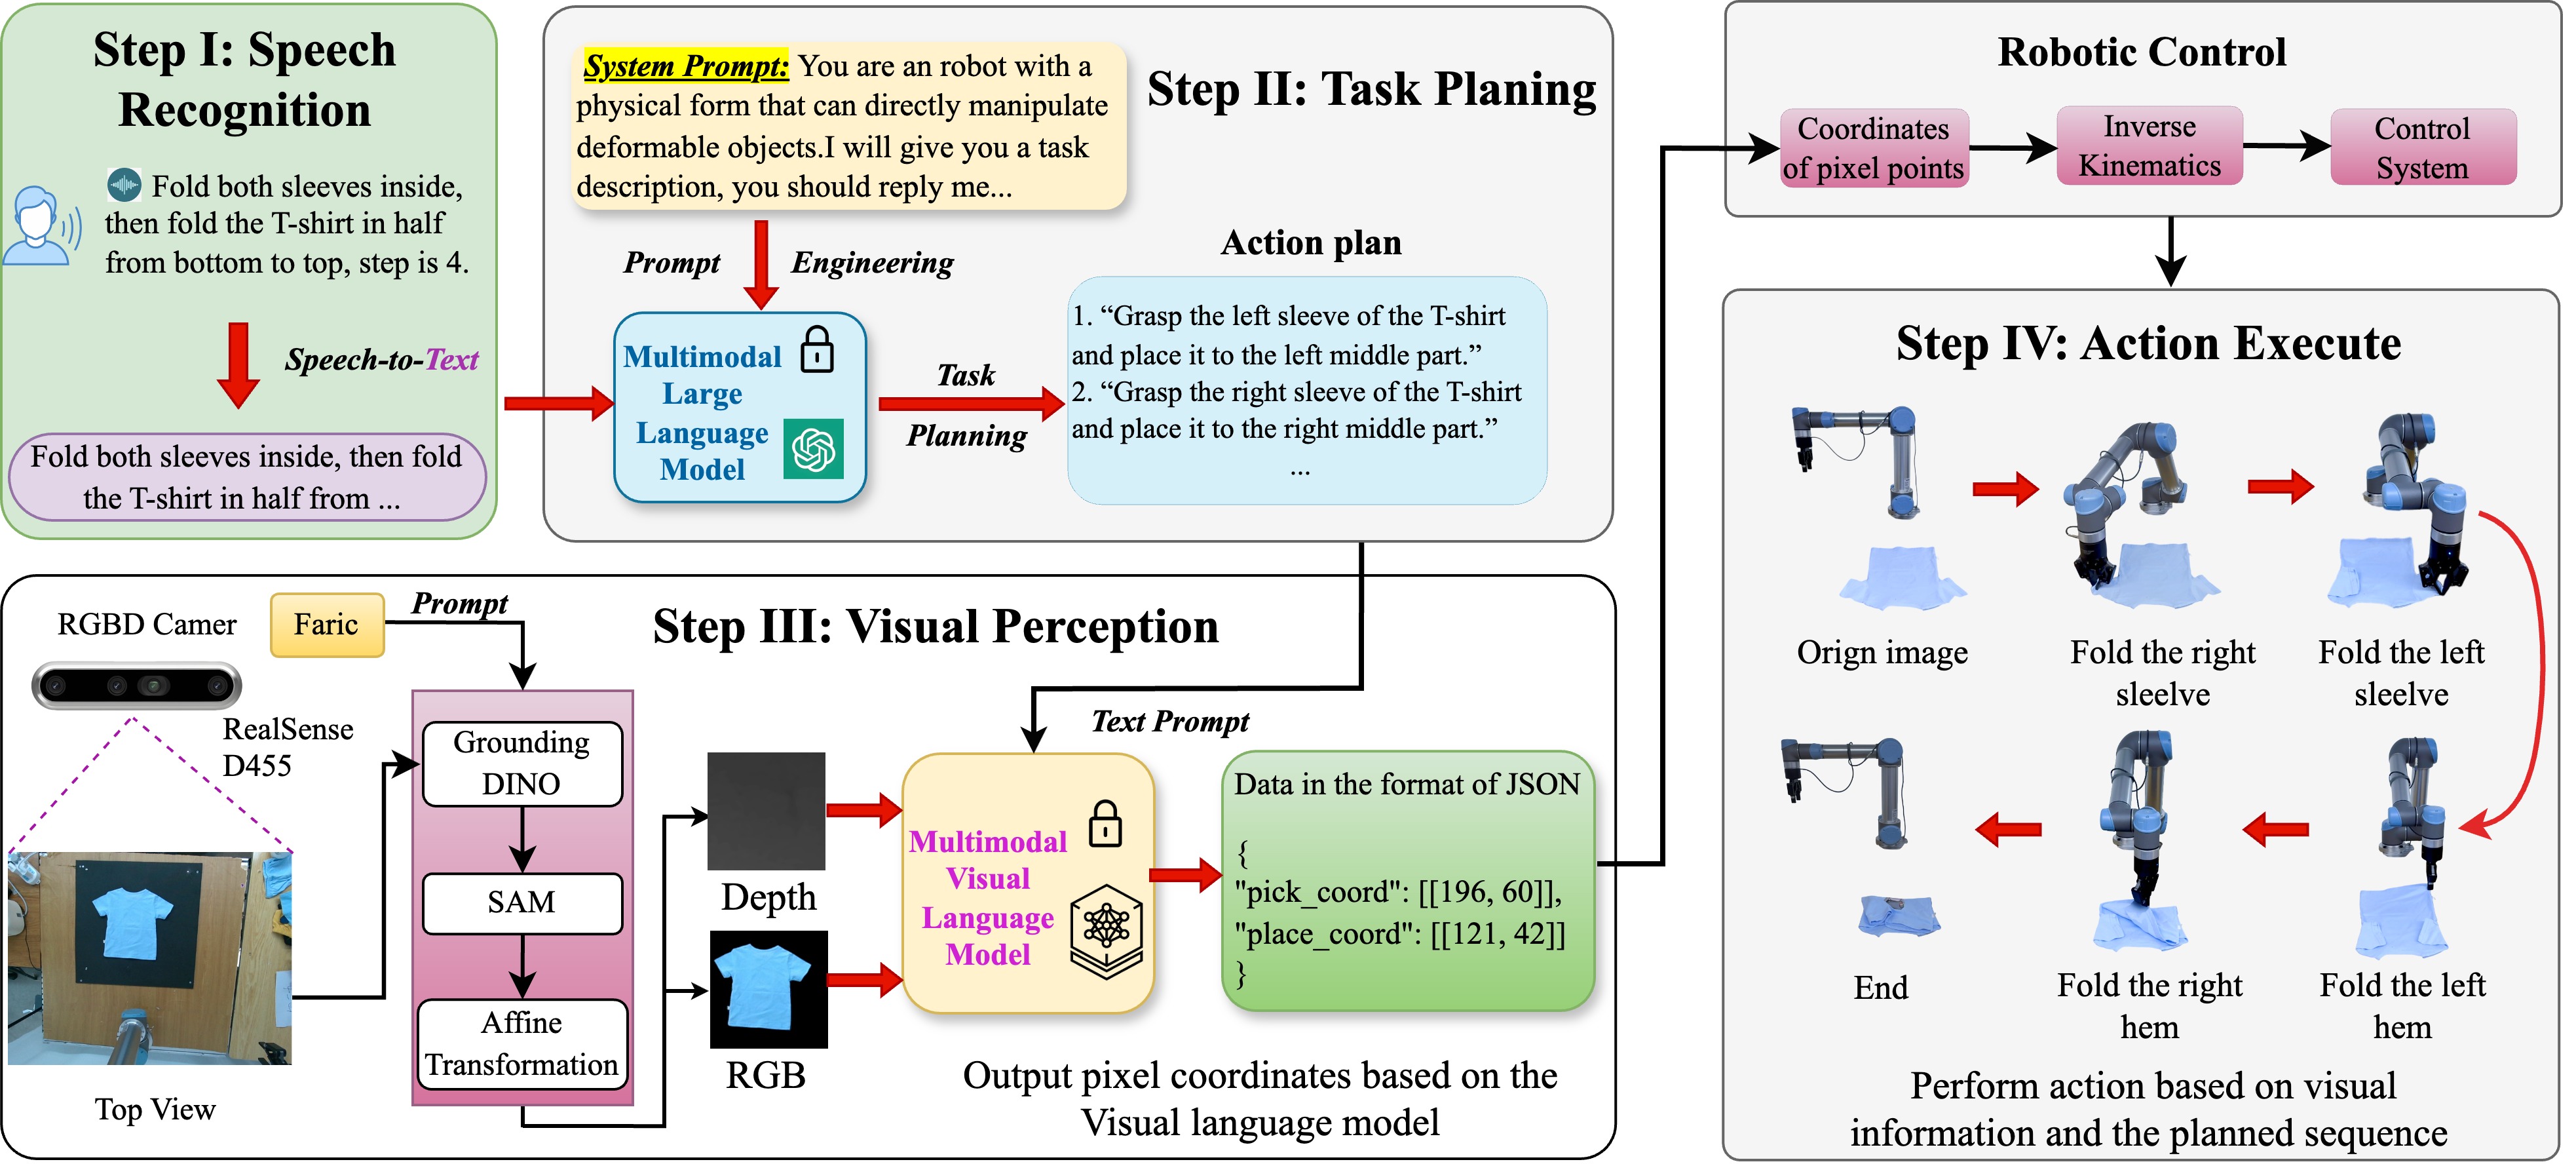 Step I: Speech
Recognition
Fold both sleeves inside,
then fold the T-shirt in half
from bottom to top, step is 4.
Speech-to-Text
Fold both sleeves inside, then fold
the T-shirt in half from ...
Step II: Task Planing
System Prompt: You are an robot with a
physical form that can directly manipulate
deformable objects.I will give you a task
description, you should reply me...
Prompt Engineering
Multimodal
Large
Language
Model
Task
Planning
Action plan
1. “Grasp the left sleeve of the T-shirt
and place it to the left middle part.”
2. “Grasp the right sleeve of the T-shirt
and place it to the right middle part.”
...
Step III: Visual Perception
RGBD Camer
Faric
Prompt
RealSense
D455
Top View
Grounding
DINO
SAM
Affine
Transformation
Depth
RGB
Text Prompt
Multimodal
Visual
Language
Model
Data in the format of JSON
{
"pick_coord": [[196, 60]],
"place_coord": [[121, 42]]
}
Output pixel coordinates based on the
Visual language model
Robotic Control
Coordinates
of pixel points
Inverse
Kinematics
Control
System
Step IV: Action Execute
Orign image
Fold the right
sleelve
Fold the left
sleelve
End
Fold the right
hem
Fold the left
hem
Perform action based on visual
information and the planned sequence